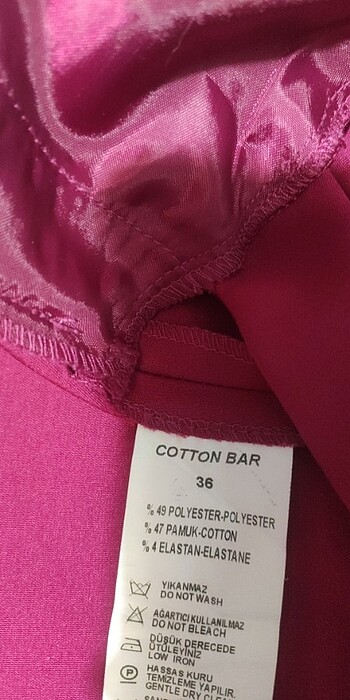 COTTON BAR
36
% 49 POLYESTER-POLYESTER
% 47 PAMUK-COTTON
% 4 ELASTAN-ELASTANE
YIKANMAZ
DO NOT WASH
AĞARTICI KULLANILMAZ
DO NOT BLEACH
DÜŞÜK DERECEDE
ÜTÜLEYİNİZ
LOW IRON
P
HASSAS KURU
TEMİZLEME YAPILIR.
GENTLE DRY CLEAN